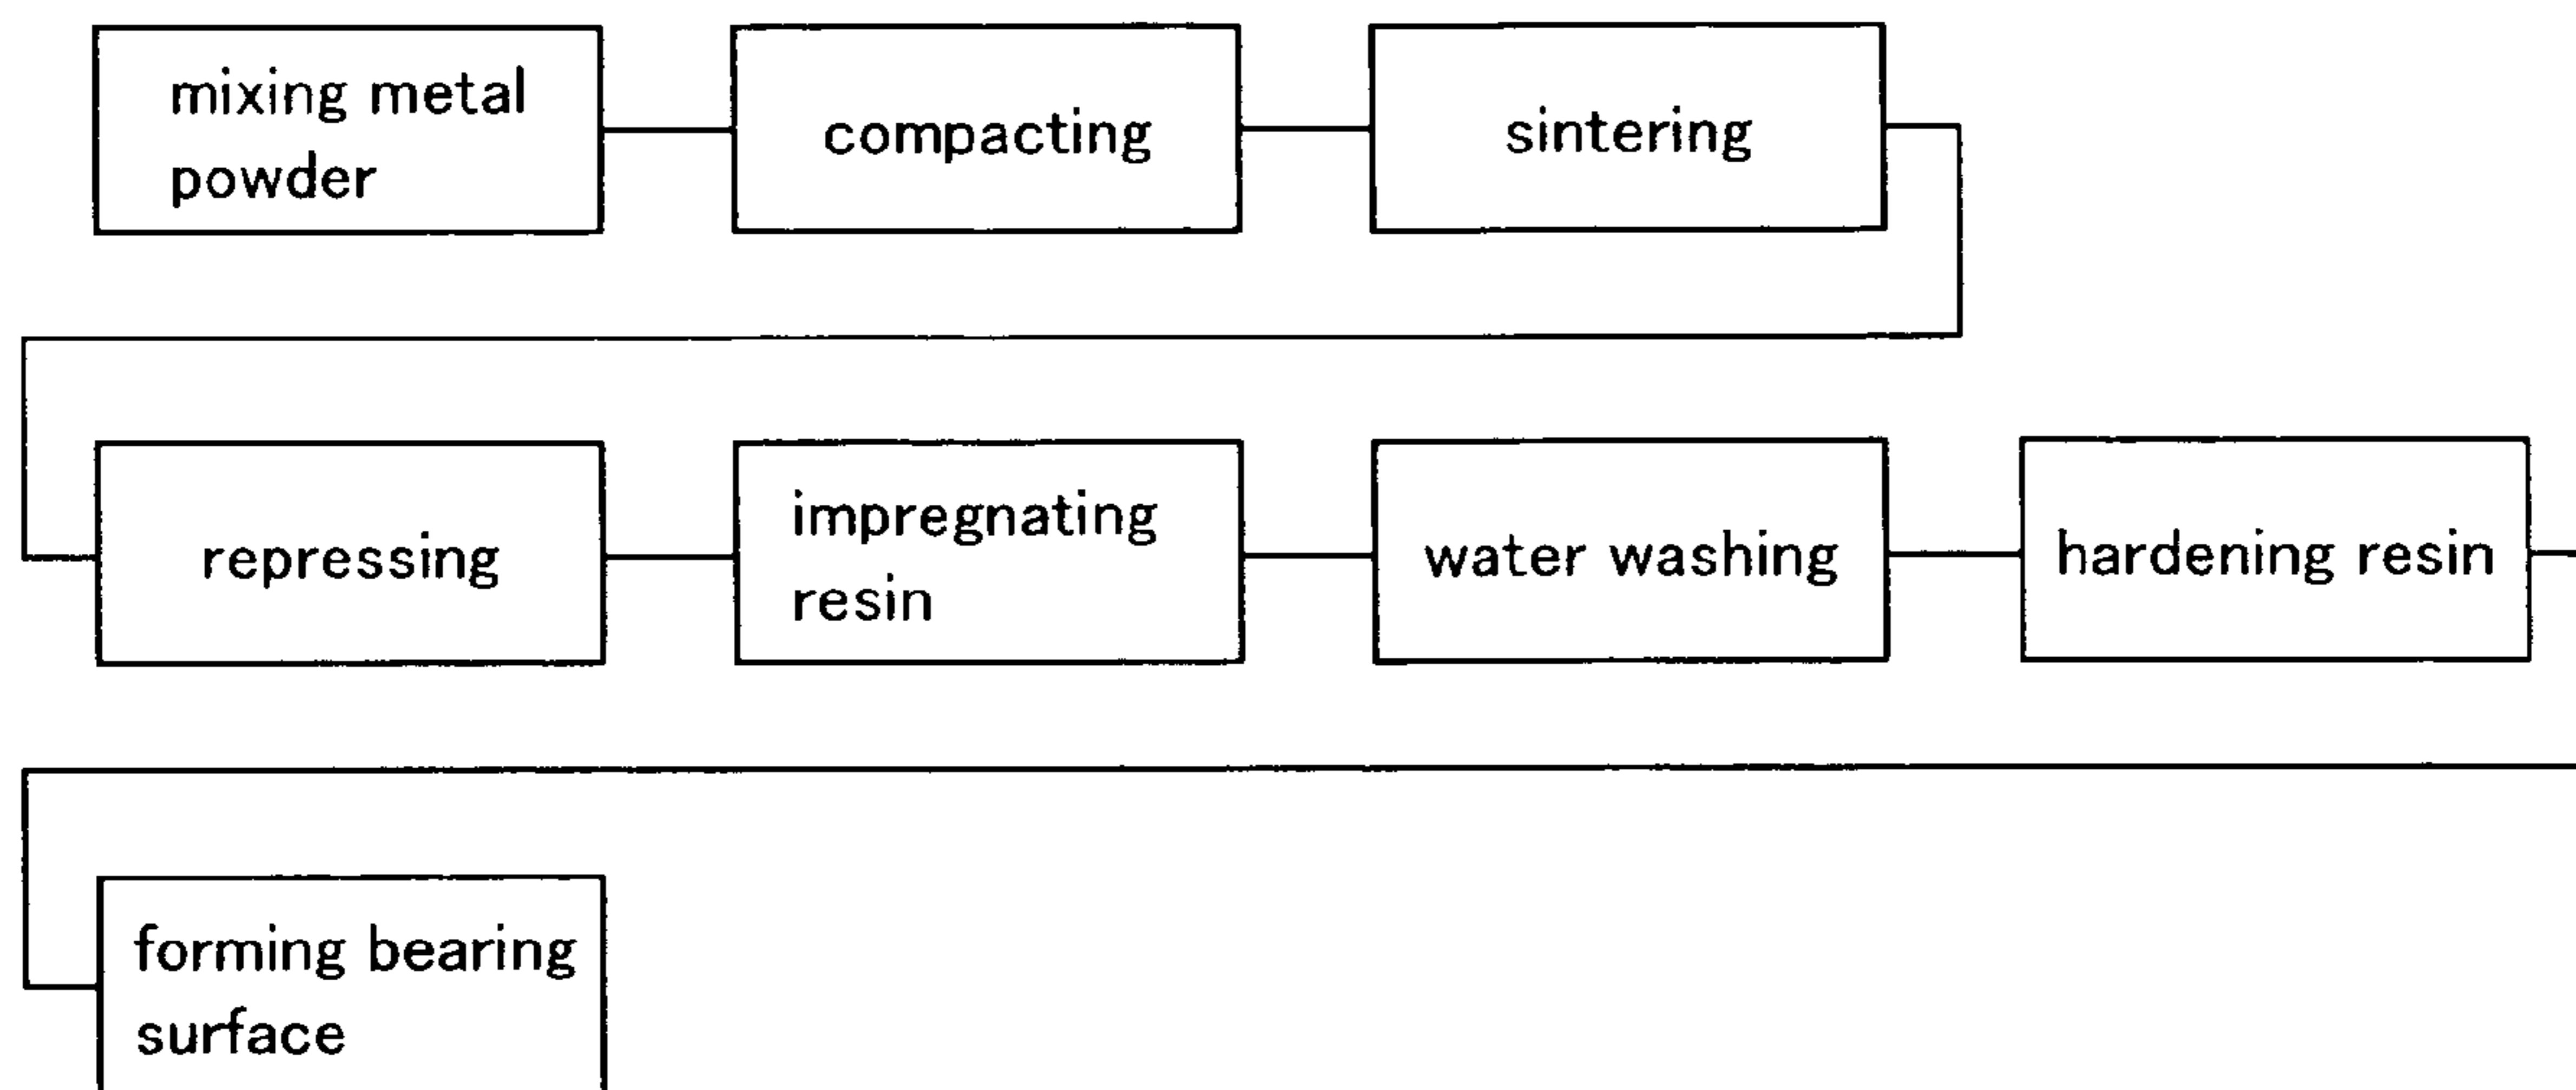 mixing metal
powder
compacting
sintering
repressing
impregnating
resin
water washing
hardening resin
forming bearing
surface